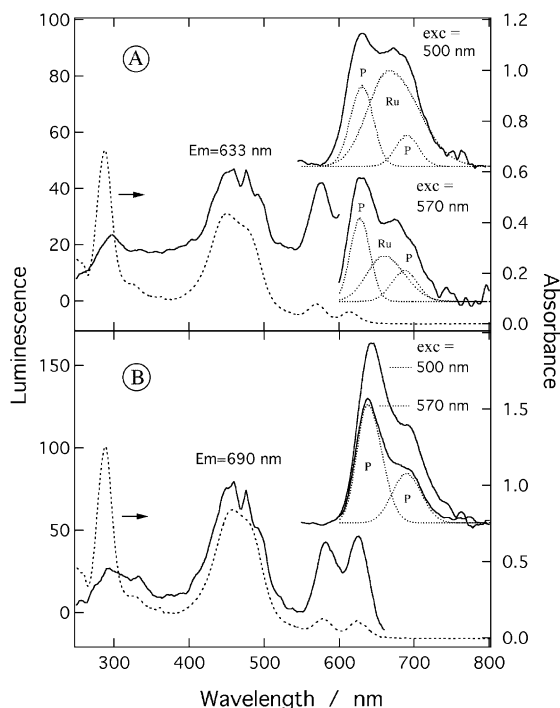 100
80
60
40
20
0
A
Em=633 nm
exc =
500 nm
P
Ru
P
exc =
570 nm
P
Ru
P
1.2
1.0
0.8
0.6
0.4
0.2
0.0
Luminescence
Absorbance
150
100
50
0
B
Em=690 nm
exc =
500 nm
570 nm
P
P
1.5
1.0
0.5
0.0
300 400 500 600 700 800
Wavelength / nm